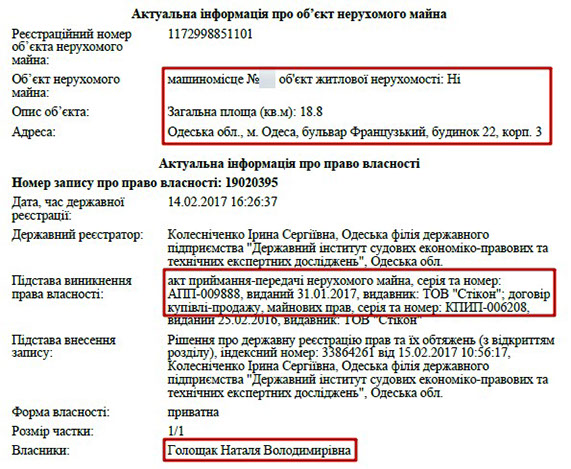 Актуальна інформація про об’єкт нерухомого майна
Реєстраційний номер 1172998851101
об’єкта нерухомого
майна:
Об’єкт нерухомого машиномісце № об'єкт житлової нерухомості: Ні
майна:
Опис об’єкта: Загальна площа (кв.м): 18.8
Адреса: Одеська обл., м. Одеса, бульвар Французький, будинок 22, корп. 3
Актуальна інформація про право власності
Номер запису про право власності: 19020395
Дата, час державної 14.02.2017 16:26:37
реєстрації:
Державний реєстратор: Колесніченко Ірина Сергіївна, Одеська філія державного
підприємства "Державний інститут судових економіко-правових та
технічних експертних досліджень", Одеська обл.
Підстава виникнення акт приймання-передачі нерухомого майна, серія та номер:
права власності: АПП-009888, виданий 31.01.2017, видавник: ТОВ "Стікон"; договір
купівлі-продажу, майнових прав, серія та номер: КПИП-006208,
виданий 25.02.2016, видавник: ТОВ "Стікон"
Підстава внесення Рішення про державну реєстрацію прав та їх обтяжень (з відкриттям
запису: розділу), індексний номер: 33864261 від 15.02.2017 10:56:17,
Колесніченко Ірина Сергіївна, Одеська філія державного
підприємства "Державний інститут судових економіко-правових та
технічних експертних досліджень", Одеська обл.
Форма власності: приватна
Розмір частки: 1/1
Власники: Голощак Наталя Володимирівна